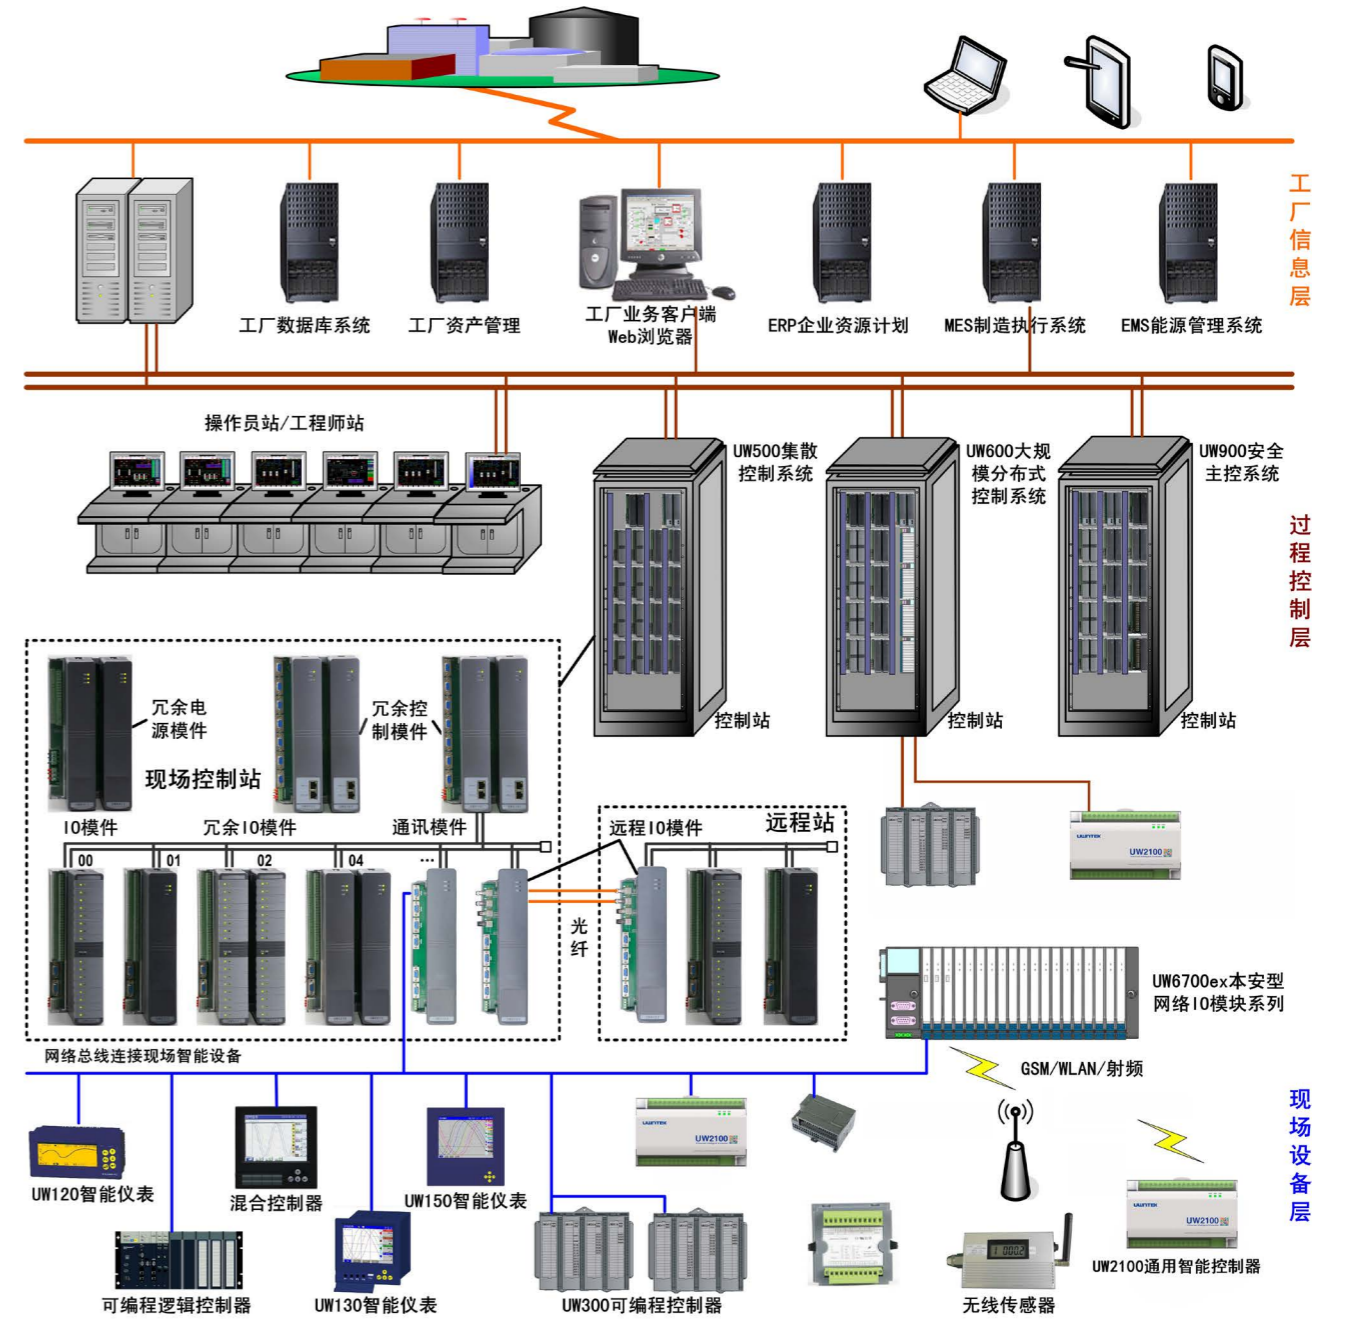 工厂信息层
工厂数据库系统
工厂资产管理
工厂业务客户端
Web浏览器
ERP企业资源计划
MES制造执行系统
EMS能源管理系统
操作员站/工程师站
UW500集散
控制系统
UW600大规
模分布式
控制系统
UW900安全
主控系统
过程控制层
控制站
控制站
控制站
冗余电
源模件
冗余控
制模件
现场控制站
IO模件
冗余IO模件
通讯模件
远程IO模件
远程站
00
01
02
04
...
光
纤
UWNTEK
UW2100
UW6700ex本安型
网络IO模块系列
网络总线连接现场智能设备
GSM/WLAN/射频
现场设备层
UW120智能仪表
混合控制器
UW150智能仪表
UWNTEK
UW2100
UWNTEK
UW2100
可编程逻辑控制器
UW130智能仪表
UW300可编程控制器
无线传感器
UW2100通用智能控制器